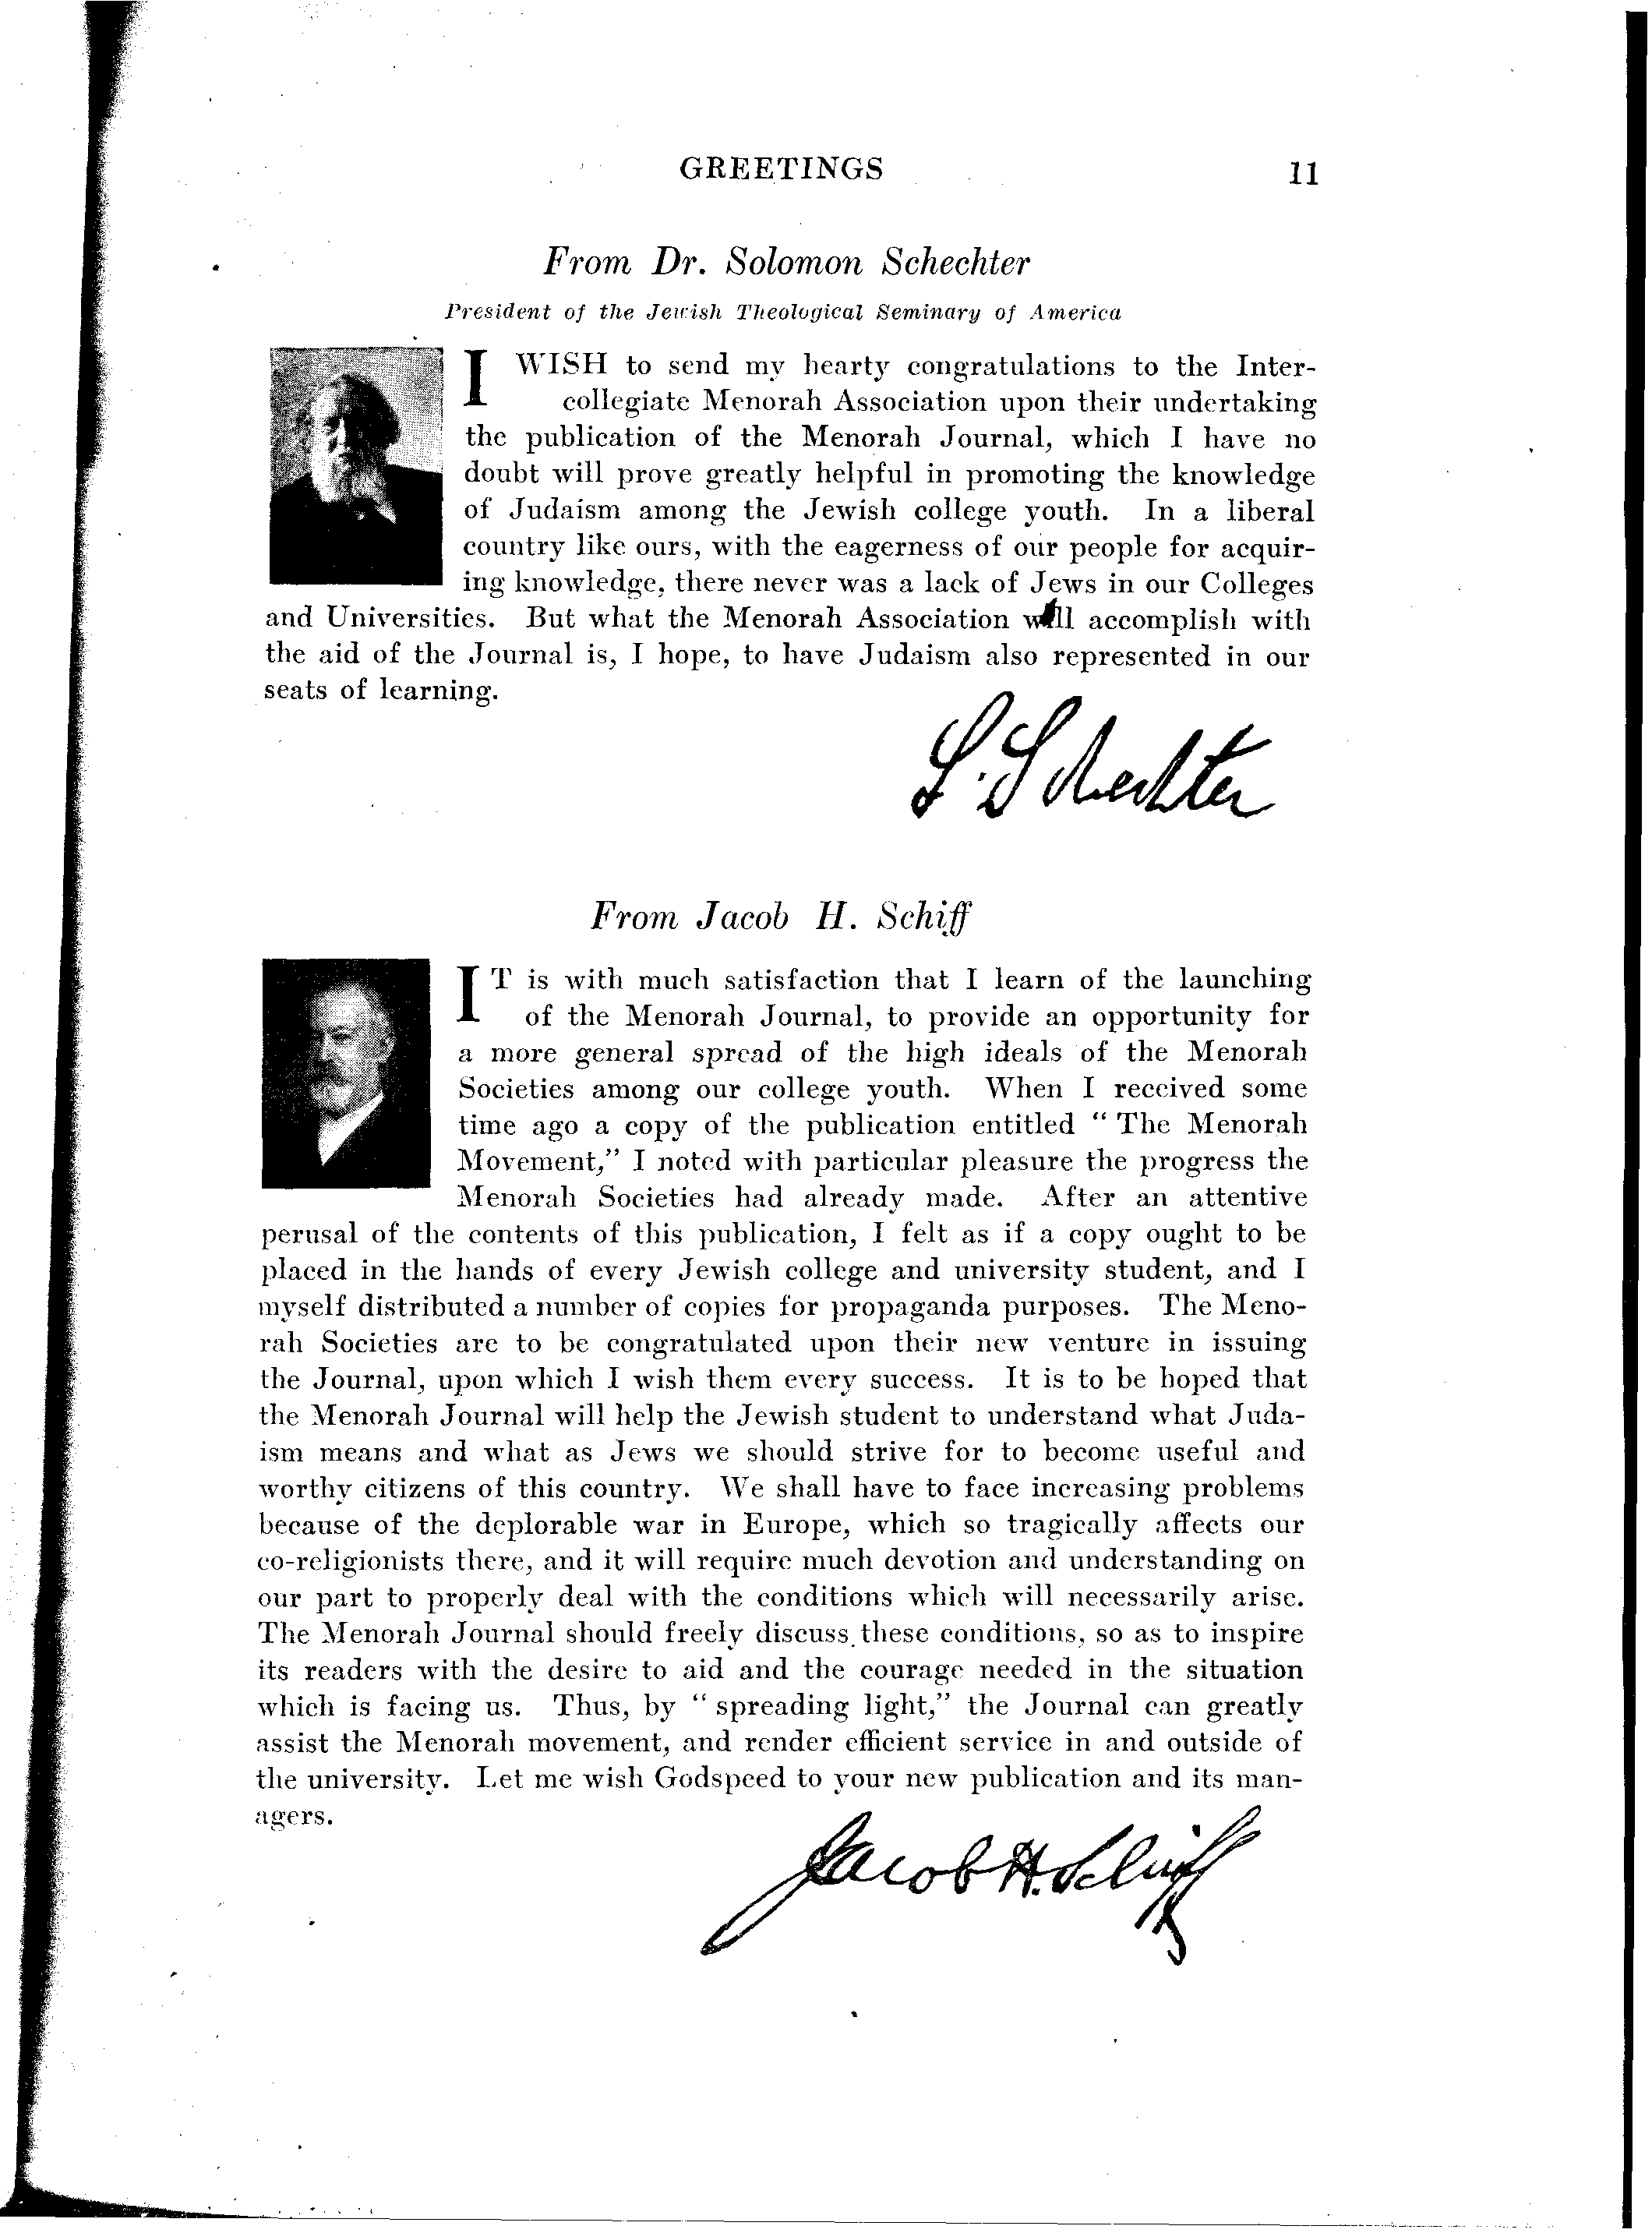 GREETINGS 11
From Dr. Solomon Schechter
President of the Jewish Theological Seminary of America
I WISH to send my hearty congratulations to the Inter-
collegiate Menorah Association upon their undertaking
the publication of the Menorah Journal, which I have no
doubt will prove greatly helpful in promoting the knowledge
of Judaism among the Jewish college youth. In a liberal
country like ours, with the eagerness of our people for acquir-
ing knowledge, there never was a lack of Jews in our Colleges
and Universities. But what the Menorah Association will accomplish with
the aid of the Journal is, I hope, to have Judaism also represented in our
seats of learning.
S. Schechter
From Jacob H. Schiff
IT is with much satisfaction that I learn of the launching
of the Menorah Journal, to provide an opportunity for
a more general spread of the high ideals of the Menorah
Societies among our college youth. When I received some
time ago a copy of the publication entitled “ The Menorah
Movement,” I noted with particular pleasure the progress the
Menorah Societies had already made. After an attentive
perusal of the contents of this publication, I felt as if a copy ought to be
placed in the hands of every Jewish college and university student, and I
myself distributed a number of copies for propaganda purposes. The Meno-
rah Societies are to be congratulated upon their new venture in issuing
the Journal, upon which I wish them every success. It is to be hoped that
the Menorah Journal will help the Jewish student to understand what Juda-
ism means and what as Jews we should strive for to become useful and
worthy citizens of this country. We shall have to face increasing problems
because of the deplorable war in Europe, which so tragically affects our
co-religionists there, and it will require much devotion and understanding on
our part to properly deal with the conditions which will necessarily arise.
The Menorah Journal should freely discuss these conditions, so as to inspire
its readers with the desire to aid and the courage needed in the situation
which is facing us. Thus, by “ spreading light,” the Journal can greatly
assist the Menorah movement, and render efficient service in and outside of
the university. Let me wish Godspeed to your new publication and its man-
agers.
Jacob H. Schiff